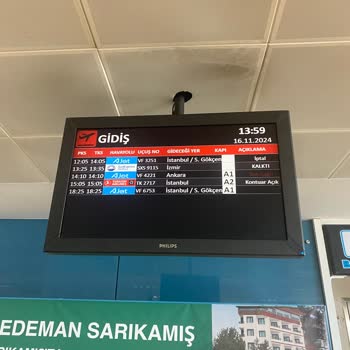 GİDİŞ
13:59
16.11.2024
PKS TKS HAVAYOLU UÇUŞ NO GİDECEĞİ YER KAPI AÇIKLAMA
12:05 14:05 AJet VF 3251 İstanbul / S. Gökçen İptal
13:25 13:35 SXS 9135 İzmir KALKTI
14:10 14:10 AJet VF 4221 Ankara A1
15:05 15:05 TK 2717 İstanbul A2 Kontuar Açık
18:25 18:25 AJet VF 6753 İstanbul / S. Gökçen A1
PHILIPS
EDEMAN SARIKAMIŞ